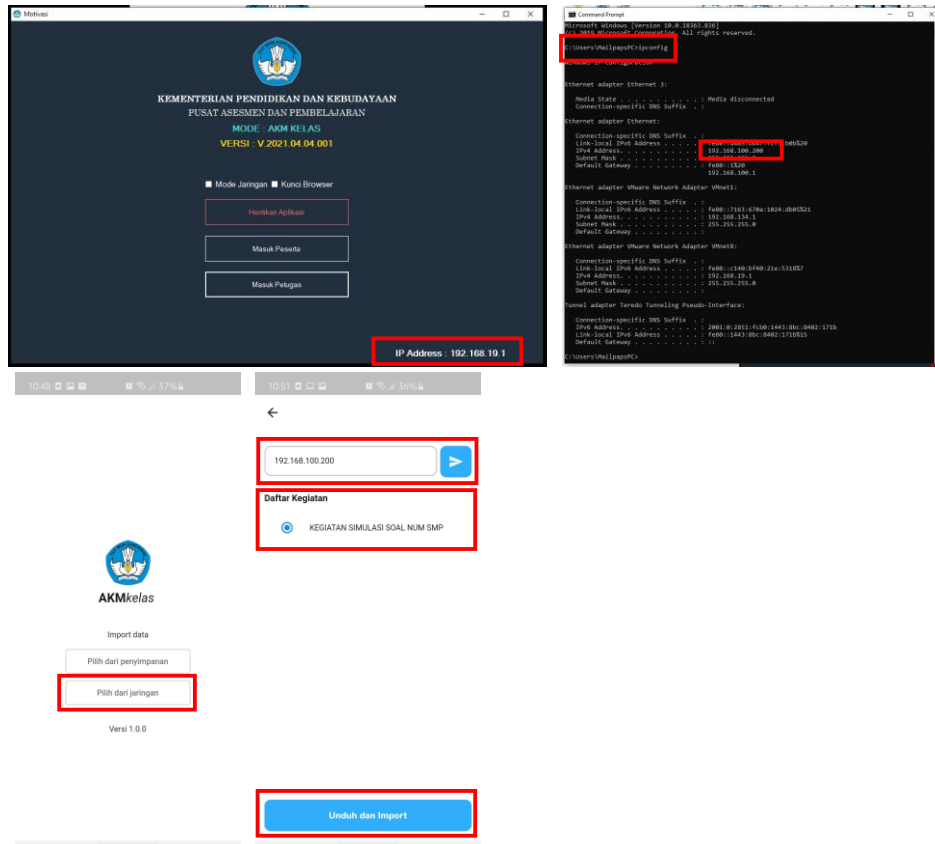 Motivasi
KEMENTERIAN PENDIDIKAN DAN KEBUDAYAAN
PUSAT ASESMEN DAN PEMBELAJARAN
MODE : AKM KELAS
VERSI : V.2021.04.04.001
Mode Jaringan Kunci Browser
Hentikan Aplikasi
Masuk Peserta
Masuk Petugas
IP Address : 192.168.19.1
Command Prompt
Microsoft Windows [Version 10.0.18363.836]
(c) 2019 Microsoft Corporation. All rights reserved.
C:\Users\MeilpapsPC>ipconfig
Windows IP Configuration
Ethernet adapter Ethernet 3:
Media State . . . . . . . . . . . : Media disconnected
Connection-specific DNS Suffix . :
Ethernet adapter Ethernet:
Connection-specific DNS Suffix . :
Link-local IPv6 Address . . . . . :
IPv4 Address. . . . . . . . . . . : 192.168.100.200
Subnet Mask . . . . . . . . . . . :
Default Gateway . . . . . . . . . : fe80::1%20
192.168.100.1
Ethernet adapter VMware Network Adapter VMnet1:
Connection-specific DNS Suffix . :
Link-local IPv6 Address . . . . . : fe80::7163:670a:1024:db05%21
IPv4 Address. . . . . . . . . . . : 192.168.134.1
Subnet Mask . . . . . . . . . . . : 255.255.255.0
Default Gateway . . . . . . . . . :
Ethernet adapter VMware Network Adapter VMnet8:
Connection-specific DNS Suffix . :
Link-local IPv6 Address . . . . . : fe80::c140:bf40:21e:5318%7
IPv4 Address. . . . . . . . . . . : 192.168.19.1
Subnet Mask . . . . . . . . . . . : 255.255.255.0
Default Gateway . . . . . . . . . :
Tunnel adapter Teredo Tunneling Pseudo-Interface:
Connection-specific DNS Suffix . :
IPv6 Address. . . . . . . . . . . : 2001:0:2851:fcb0:1443:8bc:8402:171b
Link-local IPv6 Address . . . . . : fe80::1443:8bc:8402:171b%15
Default Gateway . . . . . . . . . : ::
C:\Users\MeilpapsPC>
10:48 37%
AKMkelas
Import data
Pilih dari penyimpanan
Pilih dari jaringan
Versi 1.0.0
10:51 36%
192.168.100.200
Daftar Kegiatan
KEGIATAN SIMULASI SOAL NUM SMP
Unduh dan Import